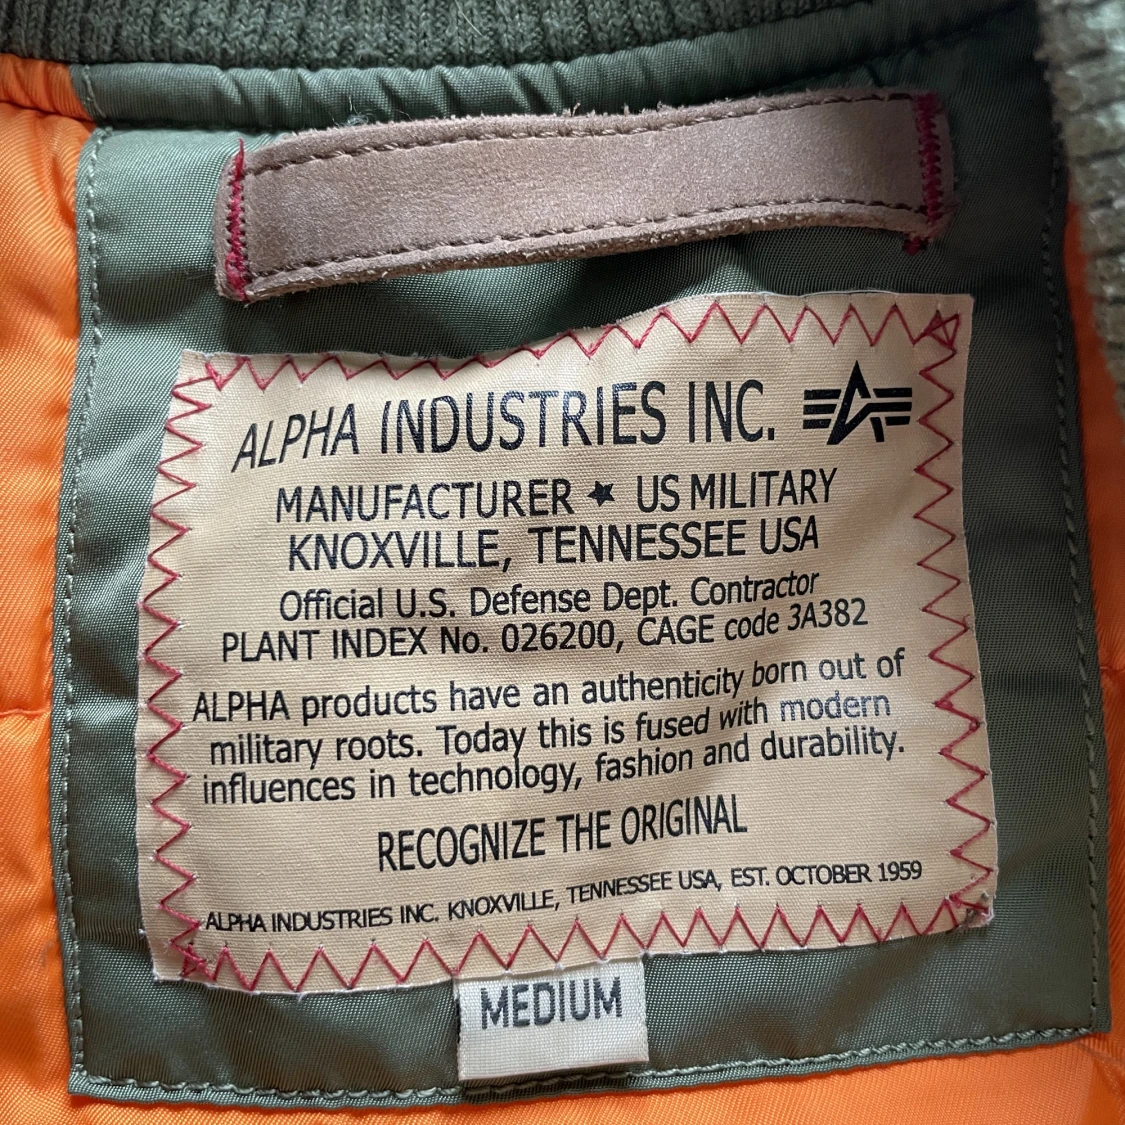 ALPHA INDUSTRIES INC.
MANUFACTURER ★ US MILITARY
KNOXVILLE, TENNESSEE USA
Official U.S. Defense Dept. Contractor
PLANT INDEX No. 026200, CAGE code 3A382
ALPHA products have an authenticity born out of
military roots. Today this is fused with modern
influences in technology, fashion and durability.
RECOGNIZE THE ORIGINAL
ALPHA INDUSTRIES INC. KNOXVILLE, TENNESSEE USA, EST. OCTOBER 1959
MEDIUM